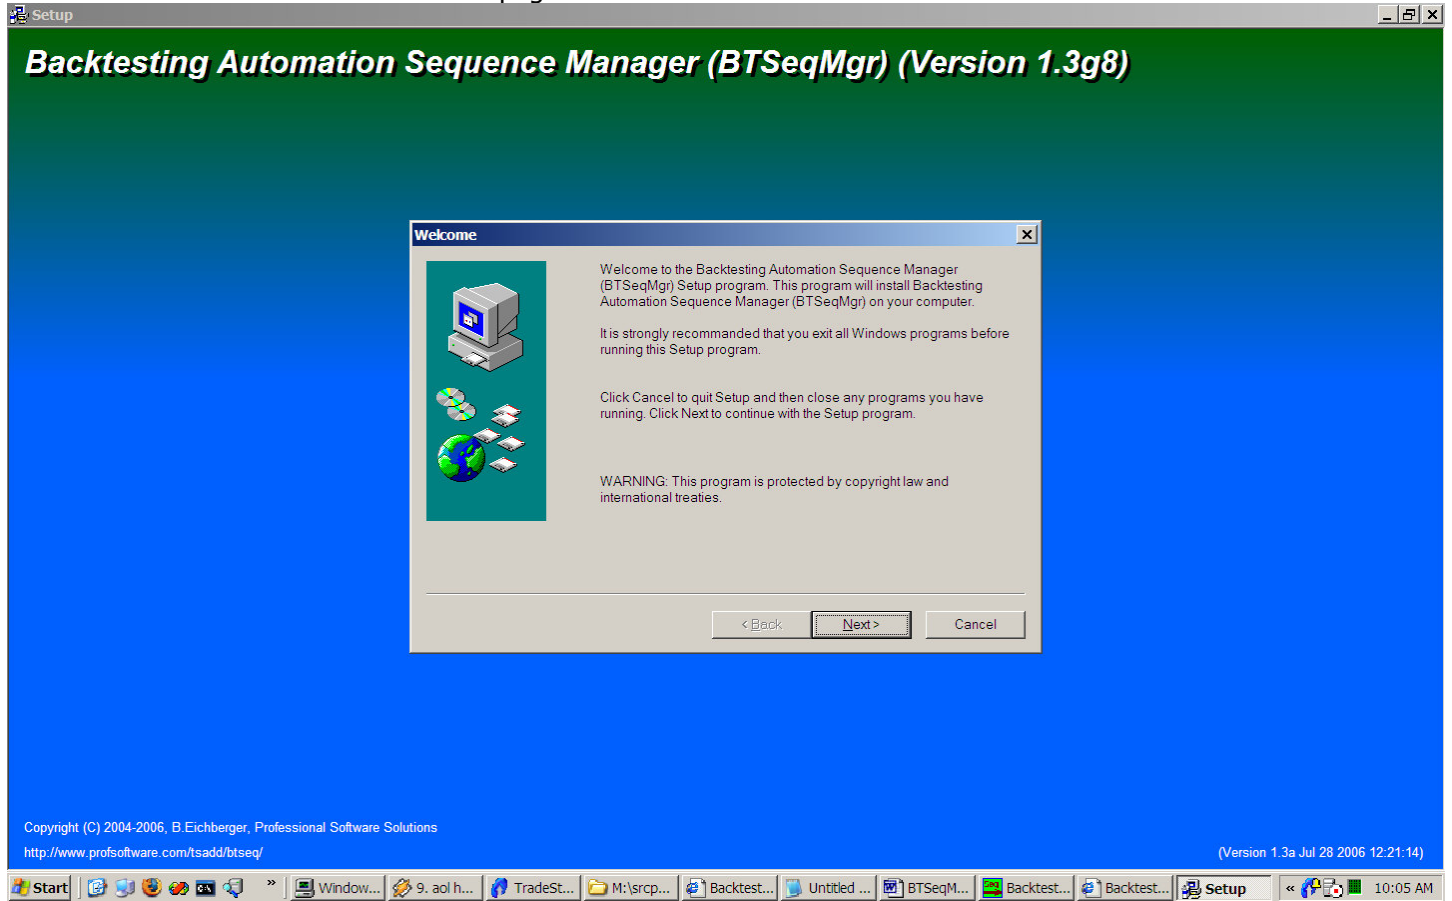 Setup
Backtesting Automation Sequence Manager (BTSeqMgr) (Version 1.3g8)
Welcome
Welcome to the Backtesting Automation Sequence Manager
(BTSeqMgr) Setup program. This program will install Backtesting
Automation Sequence Manager (BTSeqMgr) on your computer.
It is strongly recommanded that you exit all Windows programs before
running this Setup program.
Click Cancel to quit Setup and then close any programs you have
running. Click Next to continue with the Setup program.
WARNING: This program is protected by copyright law and
international treaties.
< Back
Next >
Cancel
Copyright (C) 2004-2006, B.Eichberger, Professional Software Solutions
http://www.profsoftware.com/tsadd/btseq/
(Version 1.3a Jul 28 2006 12:21:14)
Start
»
Window...
9. aol h...
TradeSt...
M:\srcp...
Backtest...
Untitled ...
BTSeqM...
Backtest...
Backtest...
Setup
«
10:05 AM